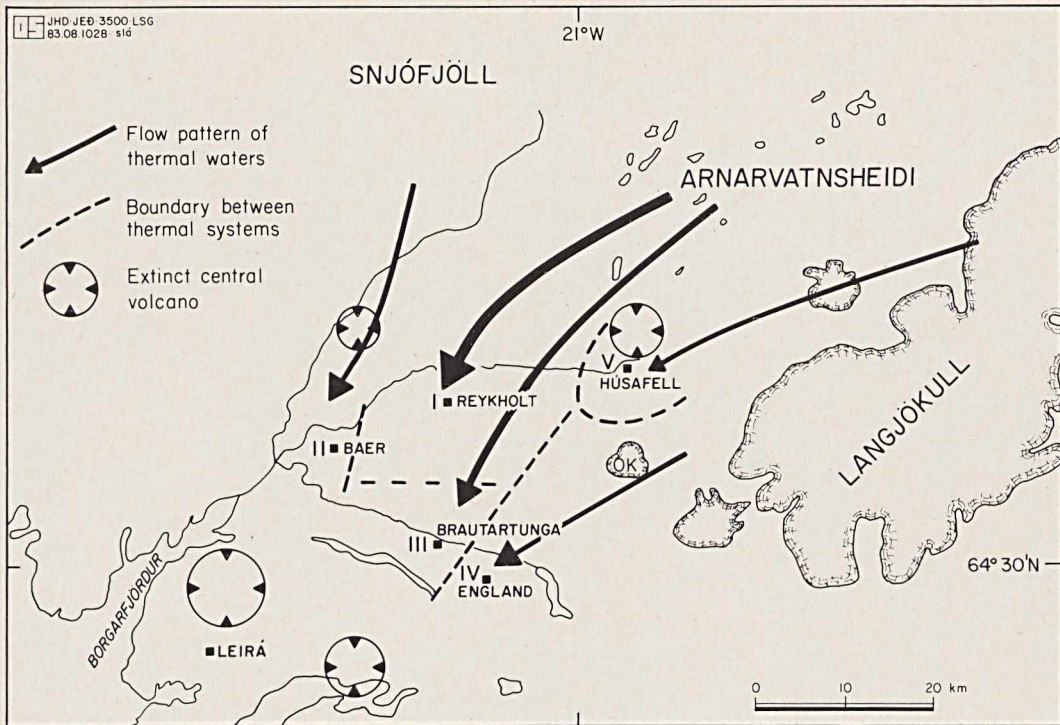 JHD·JEÐ·3500·LSG
83.08.1028 slá
21°W
SNJÓFJÖLL
Flow pattern of
thermal waters
ARNARVATNSHEIDI
Boundary between
thermal systems
Extinct central
volcano
V
HÚSAFELL
I REYKHOLT
LANGJÖKULL
II BAER
OK
BRAUTARTUNGA
III
IV
ENGLAND
64°30'N
BORGARFJÖRDUR
LEIRÁ
0 10 20 km